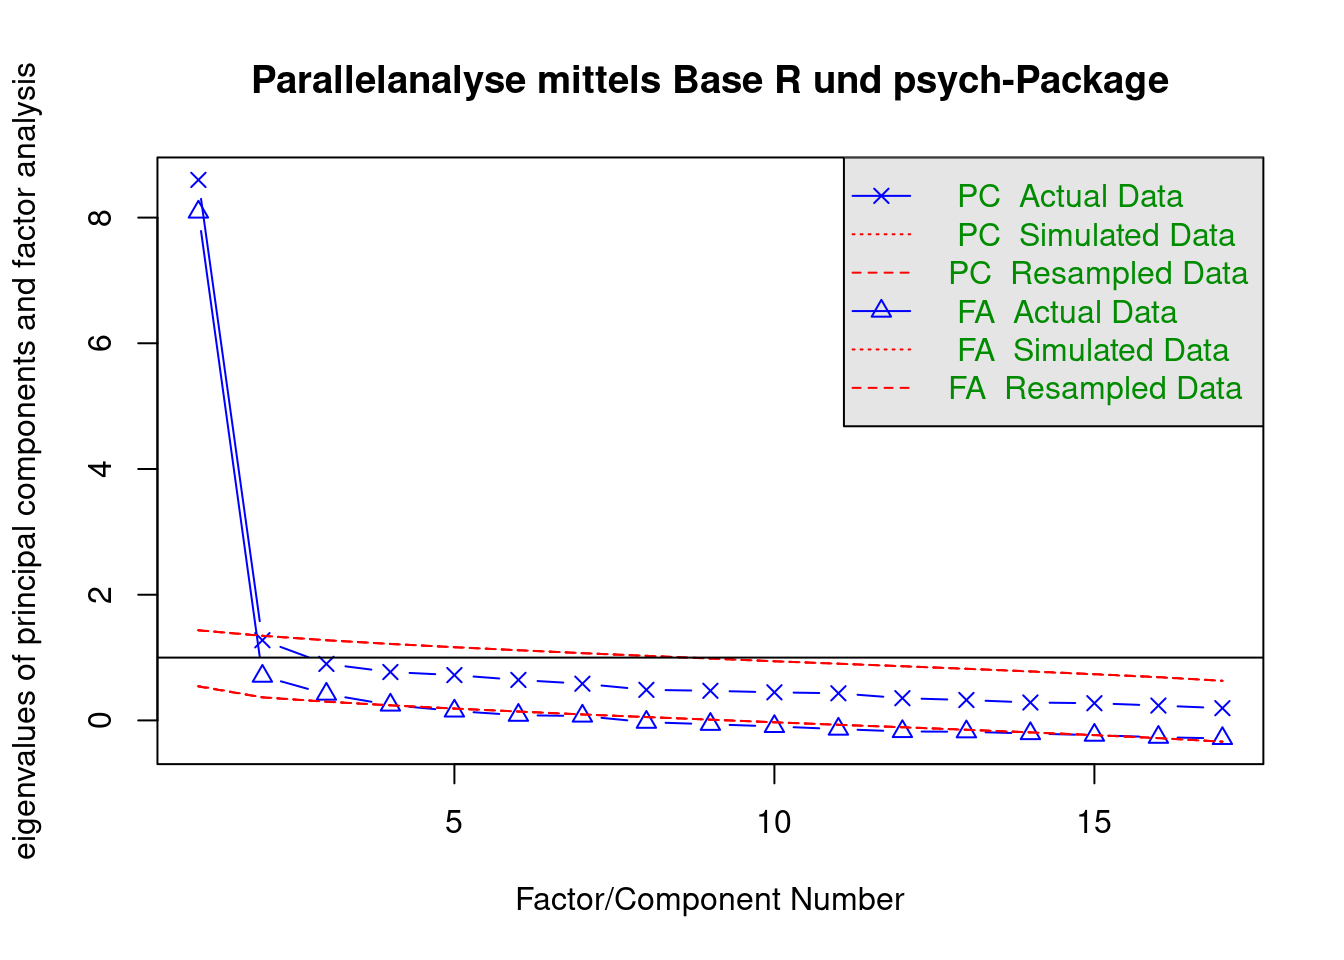 Parallelanalyse mittels Base R und psych-Package
eigenvalues of principal components and factor analysis
8
6
4
2
0
PC Actual Data
PC Simulated Data
PC Resampled Data
FA Actual Data
FA Simulated Data
FA Resampled Data
5 10 15
Factor/Component Number